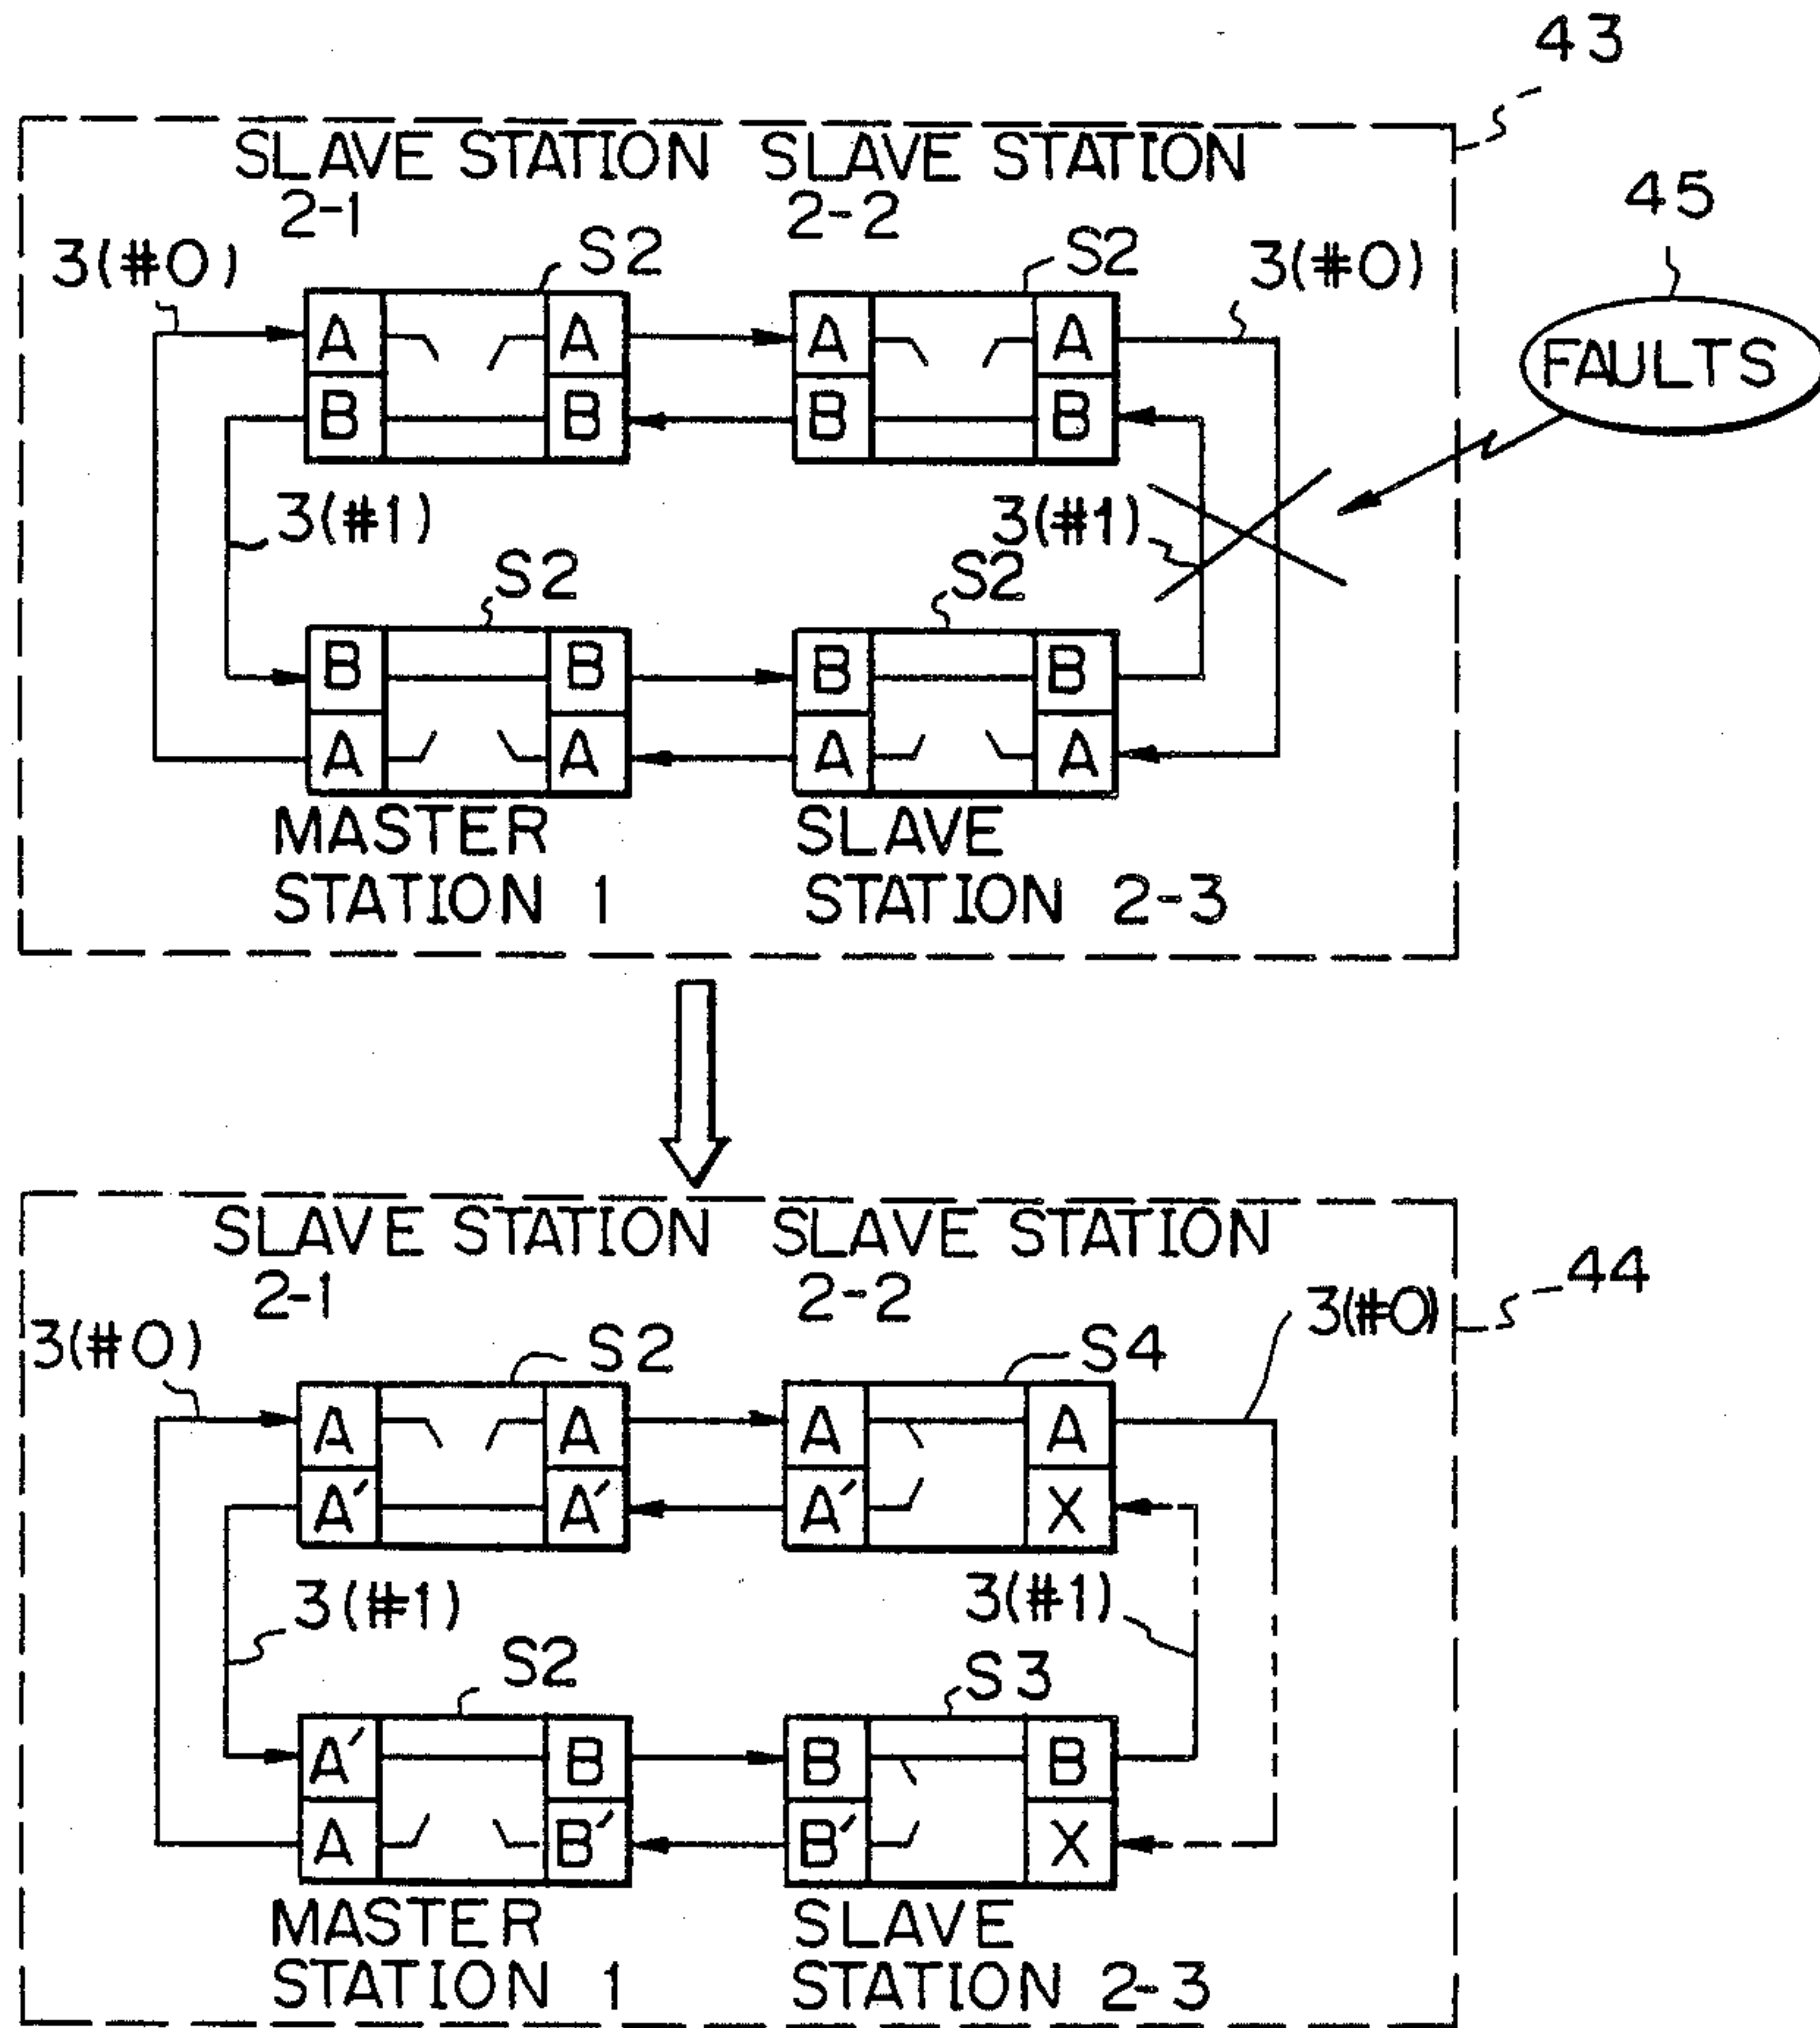 43
SLAVE STATION 2-1
SLAVE STATION 2-2
45
3(#0)
S2
S2
3(#0)
FAULTS
A
A
A
A
B
B
B
B
3(#1)
3(#1)
S2
S2
B
B
B
B
A
A
A
A
MASTER
STATION 1
SLAVE
STATION 2-3
SLAVE STATION 2-1
SLAVE STATION 2-2
44
3(#0)
3(#0)
S2
S4
A
A
A
A
A′
A′
A′
X
3(#1)
3(#1)
S2
S3
A′
B
B
B
A
B′
B′
X
MASTER
STATION 1
SLAVE
STATION 2-3